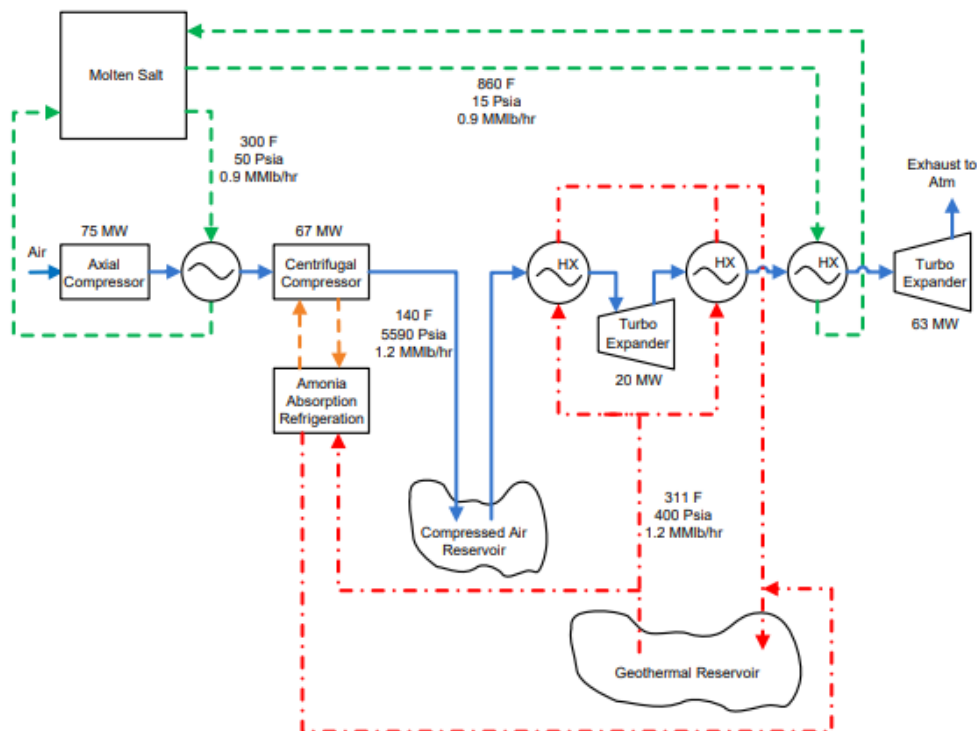 Molten Salt
860 F
15 Psia
0.9 MMlb/hr
300 F
50 Psia
0.9 MMlb/hr
Exhaust to
Atm
Air
75 MW
Axial
Compressor
67 MW
Centrifugal
Compressor
HX
HX
HX
Turbo
Expander
63 MW
Turbo
Expander
20 MW
140 F
5590 Psia
1.2 MMlb/hr
Amonia
Absorption
Refrigeration
Compressed Air
Reservoir
311 F
400 Psia
1.2 MMlb/hr
Geothermal Reservoir